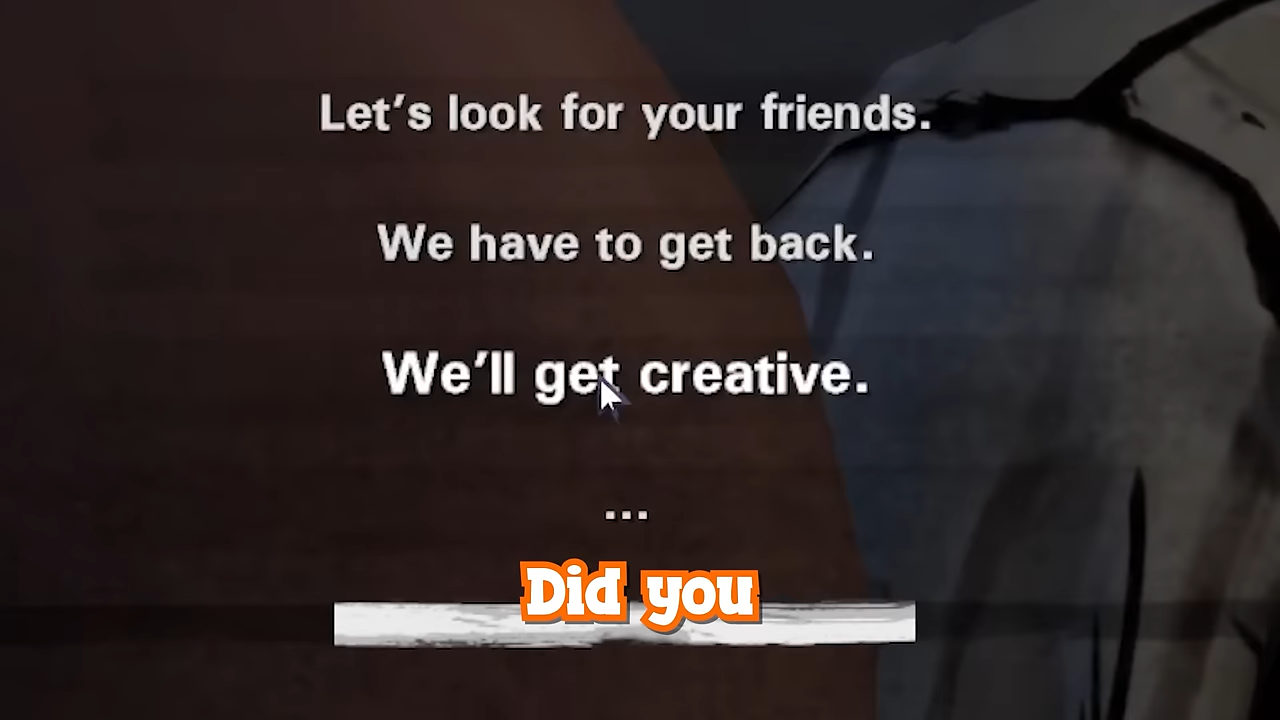 Let's look for your friends.
We have to get back.
We'll get creative.
...
Did you